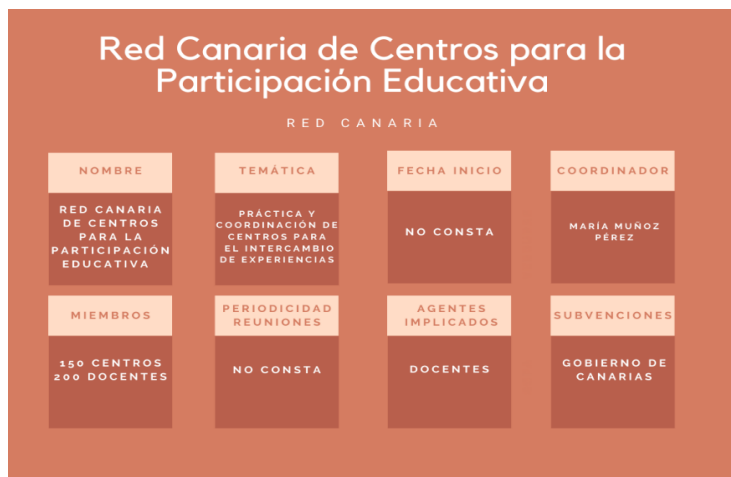 Red Canaria de Centros para la
Participación Educativa
RED CANARIA
NOMBRE
RED CANARIA
DE CENTROS
PARA LA
PARTICIPACIÓN
EDUCATIVA
TEMÁTICA
PRÁCTICA Y
COORDINACIÓN DE
CENTROS PARA
EL INTERCAMBIO
DE EXPERIENCIAS
FECHA INICIO
NO CONSTA
COORDINADOR
MARÍA MUÑOZ
PÉREZ
MIEMBROS
150 CENTROS
200 DOCENTES
PERIODICIDAD
REUNIONES
NO CONSTA
AGENTES
IMPLICADOS
DOCENTES
SUBVENCIONES
GOBIERNO DE
CANARIAS